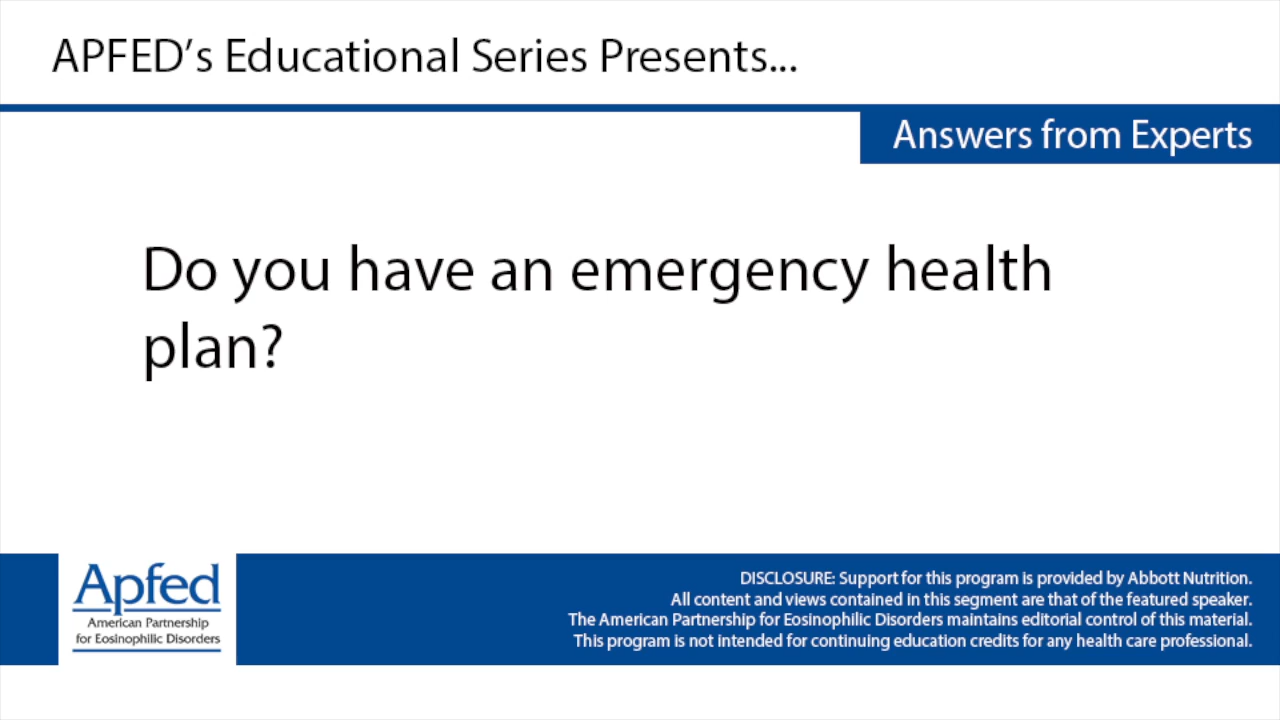 APFED’s Educational Series Presents...
Answers from Experts
Do you have an emergency health
plan?
Apfed
American Partnership
for Eosinophilic Disorders
DISCLOSURE: Support for this program is provided by Abbott Nutrition.
All content and views contained in this segment are that of the featured speaker.
The American Partnership for Eosinophilic Disorders maintains editorial control of this material.
This program is not intended for continuing education credits for any health care professional.